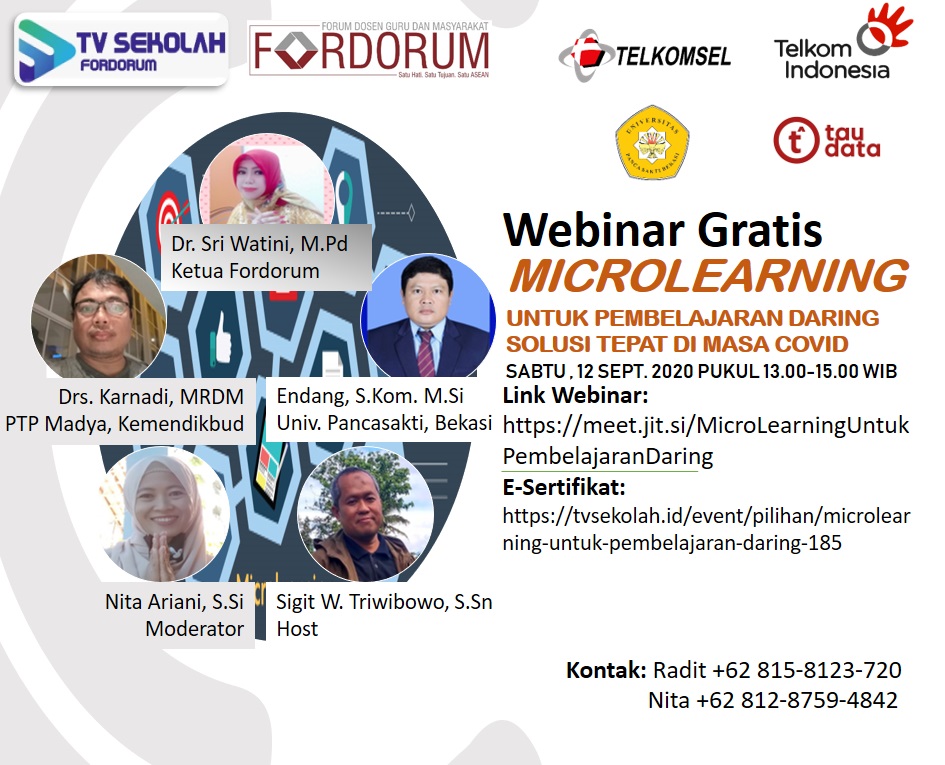 TV SEKOLAH
FORDORUM
FORUM DOSEN GURU DAN MASYARAKAT
FORDORUM
Satu Hati. Satu Tujuan. Satu ASEAN
TELKOMSEL
Telkom
Indonesia
UNIVERSITAS
PANCA SAKTI BEKASI
tau
data
Dr. Sri Watini, M.Pd
Ketua Fordorum
Drs. Karnadi, MRDM
PTP Madya, Kemendikbud
Endang, S.Kom. M.Si
Univ. Pancasakti, Bekasi
Nita Ariani, S.Si
Moderator
Sigit W. Triwibowo, S.Sn
Host
Webinar Gratis
MICROLEARNING
UNTUK PEMBELAJARAN DARING
SOLUSI TEPAT DI MASA COVID
SABTU , 12 SEPT. 2020 PUKUL 13.00-15.00 WIB
Link Webinar:
https://meet.jit.si/MicroLearningUntuk
PembelajaranDaring
E-Sertifikat:
https://tvsekolah.id/event/pilihan/microlear
ning-untuk-pembelajaran-daring-185
Kontak: Radit +62 815-8123-720
Nita +62 812-8759-4842